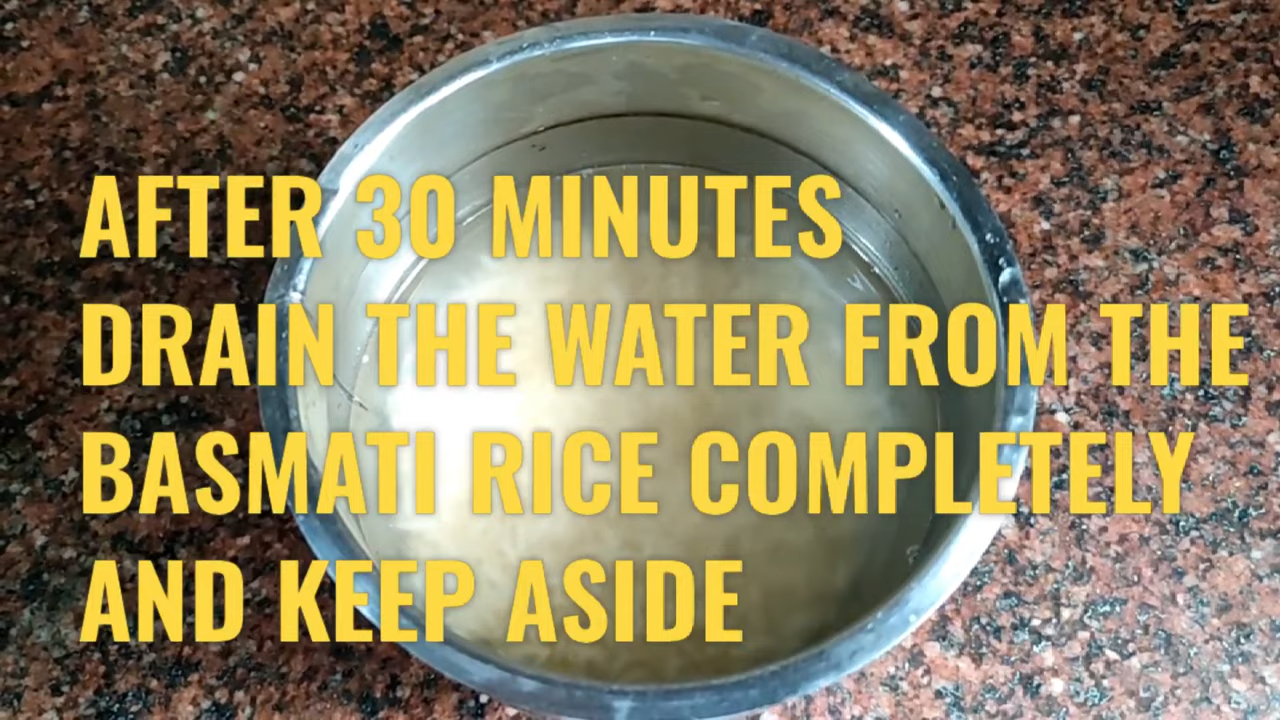 AFTER 30 MINUTES
DRAIN THE WATER FROM THE
BASMATI RICE COMPLETELY
AND KEEP ASIDE